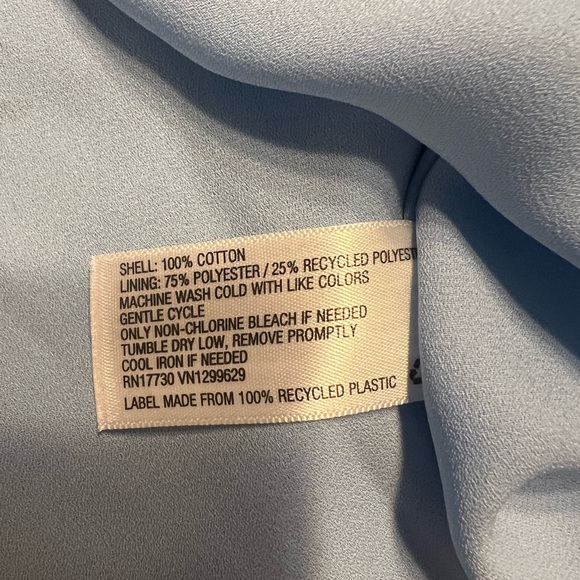 SHELL: 100% COTTON
LINING: 75% POLYESTER / 25% RECYCLED POLYEST
MACHINE WASH COLD WITH LIKE COLORS
GENTLE CYCLE
ONLY NON-CHLORINE BLEACH IF NEEDED
TUMBLE DRY LOW, REMOVE PROMPTLY
COOL IRON IF NEEDED
RN17730 VN1299629
LABEL MADE FROM 100% RECYCLED PLASTIC